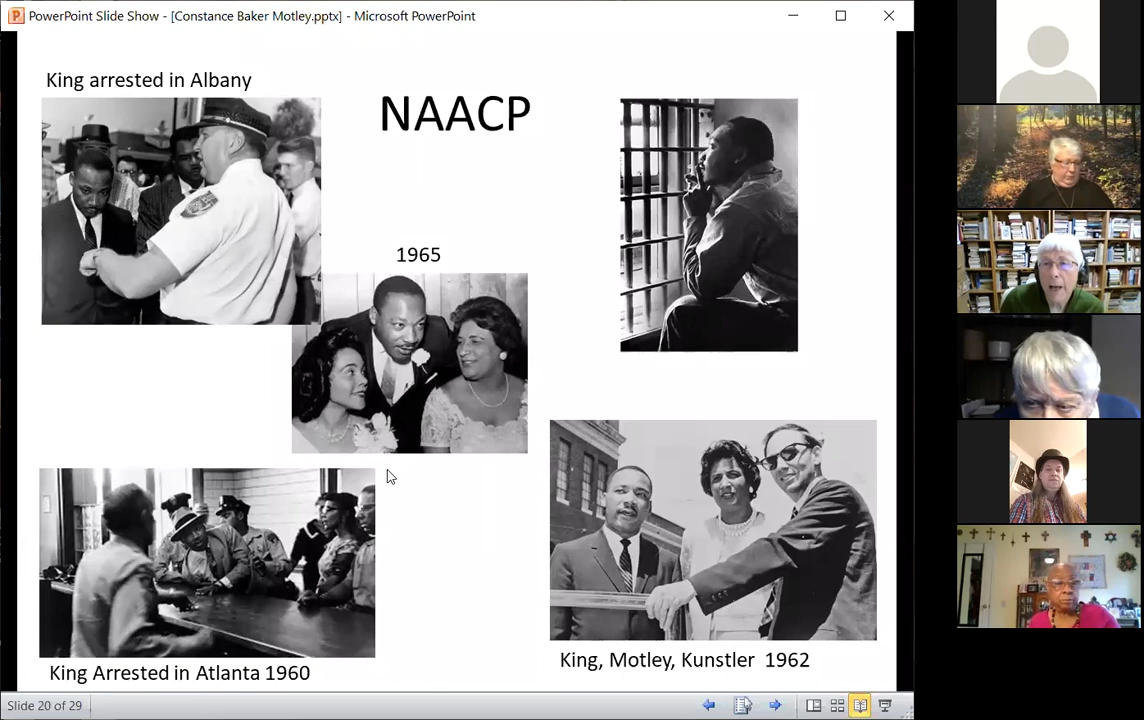 PowerPoint Slide Show - [Constance Baker Motley.pptx] - Microsoft PowerPoint
King arrested in Albany
NAACP
1965
King Arrested in Atlanta 1960
King, Motley, Kunstler 1962
Slide 20 of 29